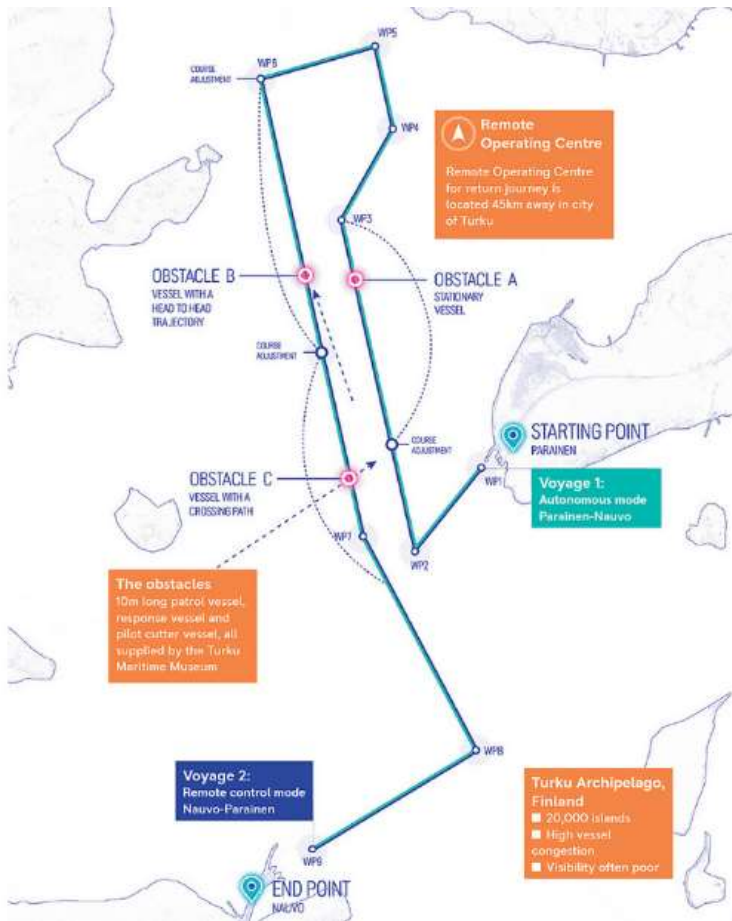 WP5
WP6
COURSE
ADJUSTMENT
WP4
Remote
Operating Centre
Remote Operating Centre
for return journey is
located 45km away in city
of Turku
WP3
OBSTACLE B
VESSEL WITH A
HEAD TO HEAD
TRAJECTORY
OBSTACLE A
STATIONARY
VESSEL
COURSE
ADJUSTMENT
STARTING POINT
PARAINEN
COURSE
ADJUSTMENT
WP1
Voyage 1:
Autonomous mode
Parainen-Nauvo
OBSTACLE C
VESSEL WITH A
CROSSING PATH
WP7
WP2
The obstacles
10m long patrol vessel,
response vessel and
pilot cutter vessel, all
supplied by the Turku
Maritime Museum
WP8
Voyage 2:
Remote control mode
Nauvo-Parainen
Turku Archipelago,
Finland
■ 20,000 islands
■ High vessel
congestion
■ Visibility often poor
WP9
END POINT
NAUVO